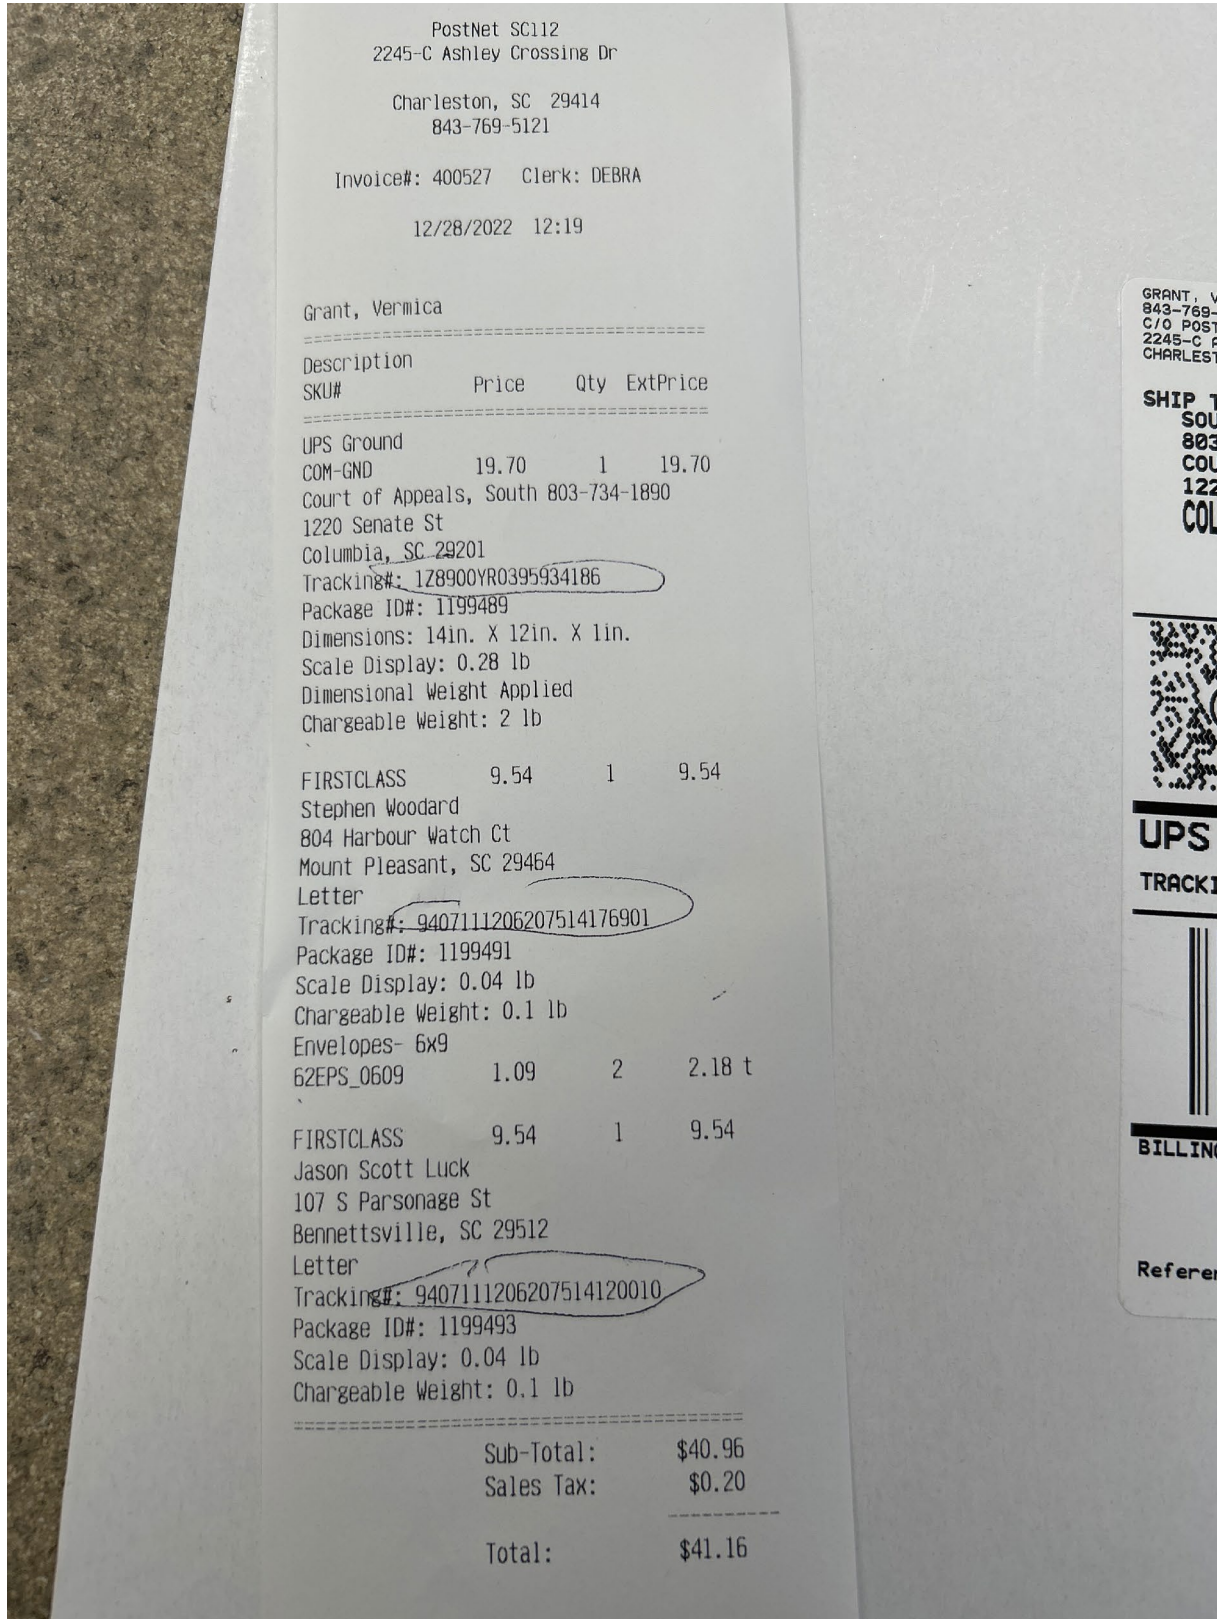 PostNet SC112
2245-C Ashley Crossing Dr
Charleston, SC 29414
843-769-5121
Invoice#: 400527 Clerk: DEBRA
12/28/2022 12:19
Grant, Vermica
========================================
Description
SKU# Price Qty ExtPrice
========================================
UPS Ground
COM-GND 19.70 1 19.70
Court of Appeals, South 803-734-1890
1220 Senate St
Columbia, SC 29201
Tracking#: 1Z8900YR0395934186
Package ID#: 1199489
Dimensions: 14in. X 12in. X 1in.
Scale Display: 0.28 lb
Dimensional Weight Applied
Chargeable Weight: 2 lb
FIRSTCLASS 9.54 1 9.54
Stephen Woodard
804 Harbour Watch Ct
Mount Pleasant, SC 29464
Letter
Tracking#: 9407111206207514176901
Package ID#: 1199491
Scale Display: 0.04 lb
Chargeable Weight: 0.1 lb
Envelopes- 6x9
62EPS_0609 1.09 2 2.18 t
FIRSTCLASS 9.54 1 9.54
Jason Scott Luck
107 S Parsonage St
Bennettsville, SC 29512
Letter
Tracking#: 9407111206207514120010
Package ID#: 1199493
Scale Display: 0.04 lb
Chargeable Weight: 0.1 lb
========================================
Sub-Total: $40.96
Sales Tax: $0.20
-----------
Total: $41.16
GRANT, V
843-769-
C/O POST
2245-C A
CHARLEST
SHIP T
SOU
803
COU
122
COL
UPS
TRACKI
BILLING
Referen